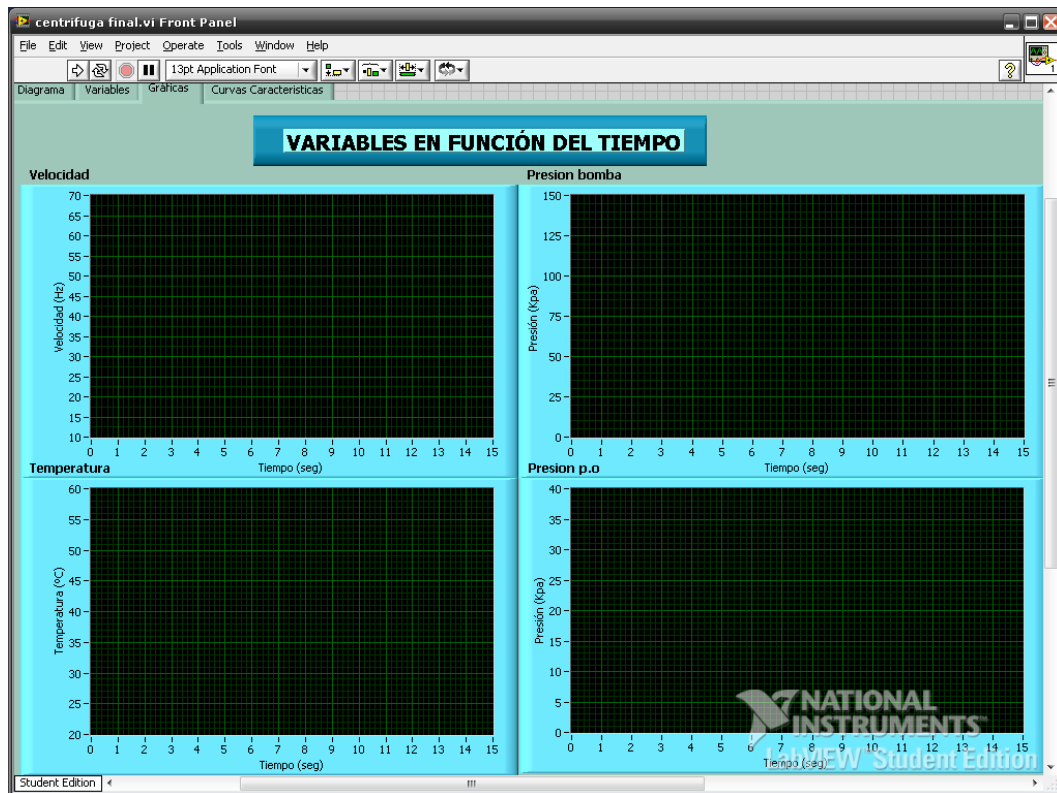 centrifuga final.vi Front Panel
File Edit View Project Operate Tools Window Help
13pt Application Font
1
Diagrama Variables Gráficas Curvas Caracteristicas
VARIABLES EN FUNCIÓN DEL TIEMPO
Velocidad
70
65
60
55
50
45
40
35
30
25
20
15
10
Velocidad (Hz)
0 1 2 3 4 5 6 7 8 9 10 11 12 13 14 15
Tiempo (seg)
Presion bomba
150
125
100
75
50
25
0
Presión (Kpa)
0 1 2 3 4 5 6 7 8 9 10 11 12 13 14 15
Tiempo (seg)
Temperatura
60
55
50
45
40
35
30
25
20
Temperatura (ºC)
0 1 2 3 4 5 6 7 8 9 10 11 12 13 14 15
Tiempo (seg)
Presion p.o
40
35
30
25
20
15
10
5
0
Presión (Kpa)
0 1 2 3 4 5 6 7 8 9 10 11 12 13 14 15
Tiempo (seg)
NATIONAL
INSTRUMENTS™
LabVIEW™ Student Edition
Student Edition